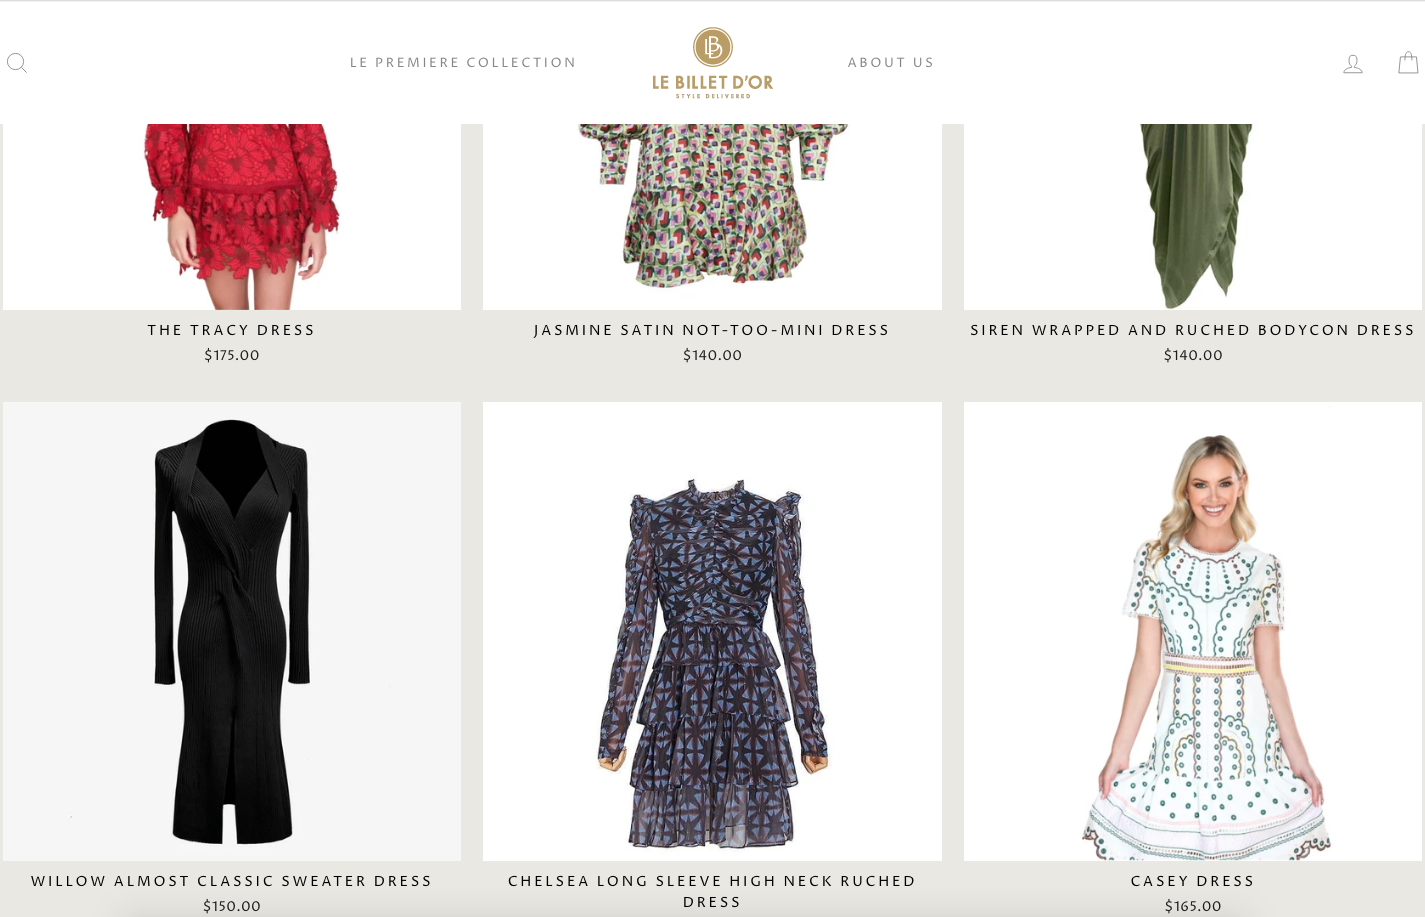 LE PREMIERE COLLECTION
LB
LE BILLET D'OR
STYLE DELIVERED
ABOUT US
THE TRACY DRESS
$175.00
JASMINE SATIN NOT-TOO-MINI DRESS
$140.00
SIREN WRAPPED AND RUCHED BODYCON DRESS
$140.00
WILLOW ALMOST CLASSIC SWEATER DRESS
$150.00
CHELSEA LONG SLEEVE HIGH NECK RUCHED
DRESS
CASEY DRESS
$165.00